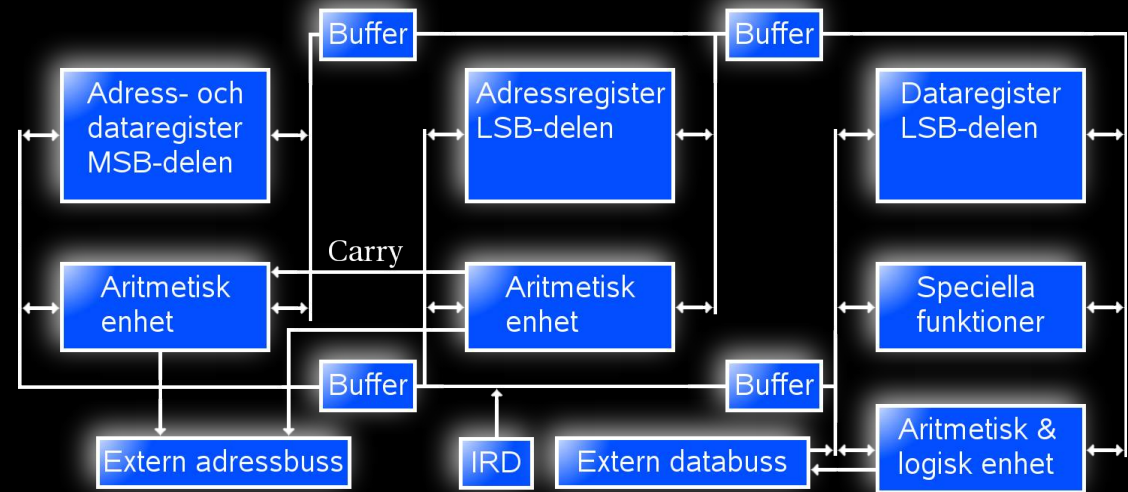 Buffer
Buffer
Adress- och
dataregister
MSB-delen
Adressregister
LSB-delen
Dataregister
LSB-delen
Carry
Aritmetisk
enhet
Aritmetisk
enhet
Speciella
funktioner
Buffer
Buffer
Extern adressbuss
IRD
Extern databuss
Aritmetisk &
logisk enhet